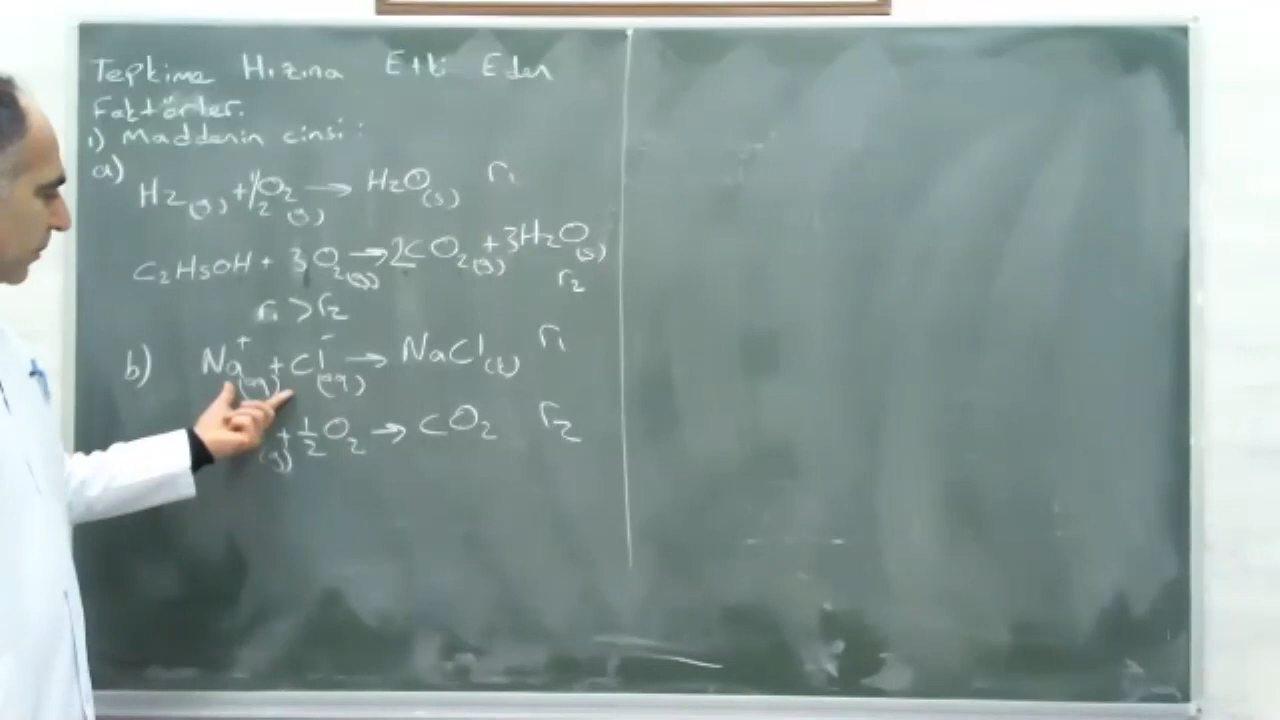 Tepkime Hızına Etki Eden
Faktörler.
1) Maddenin cinsi:
a)
H2(g) + 1/2 O2(g) → H2O(s) r1
C2H5OH + 3O2(g) → 2CO2(g) + 3H2O(s)
r2
r1 > r2
b) Na+(aq) + Cl-(aq) → NaCl(k) r1
(g) + 1/2 O2 → CO2 r2